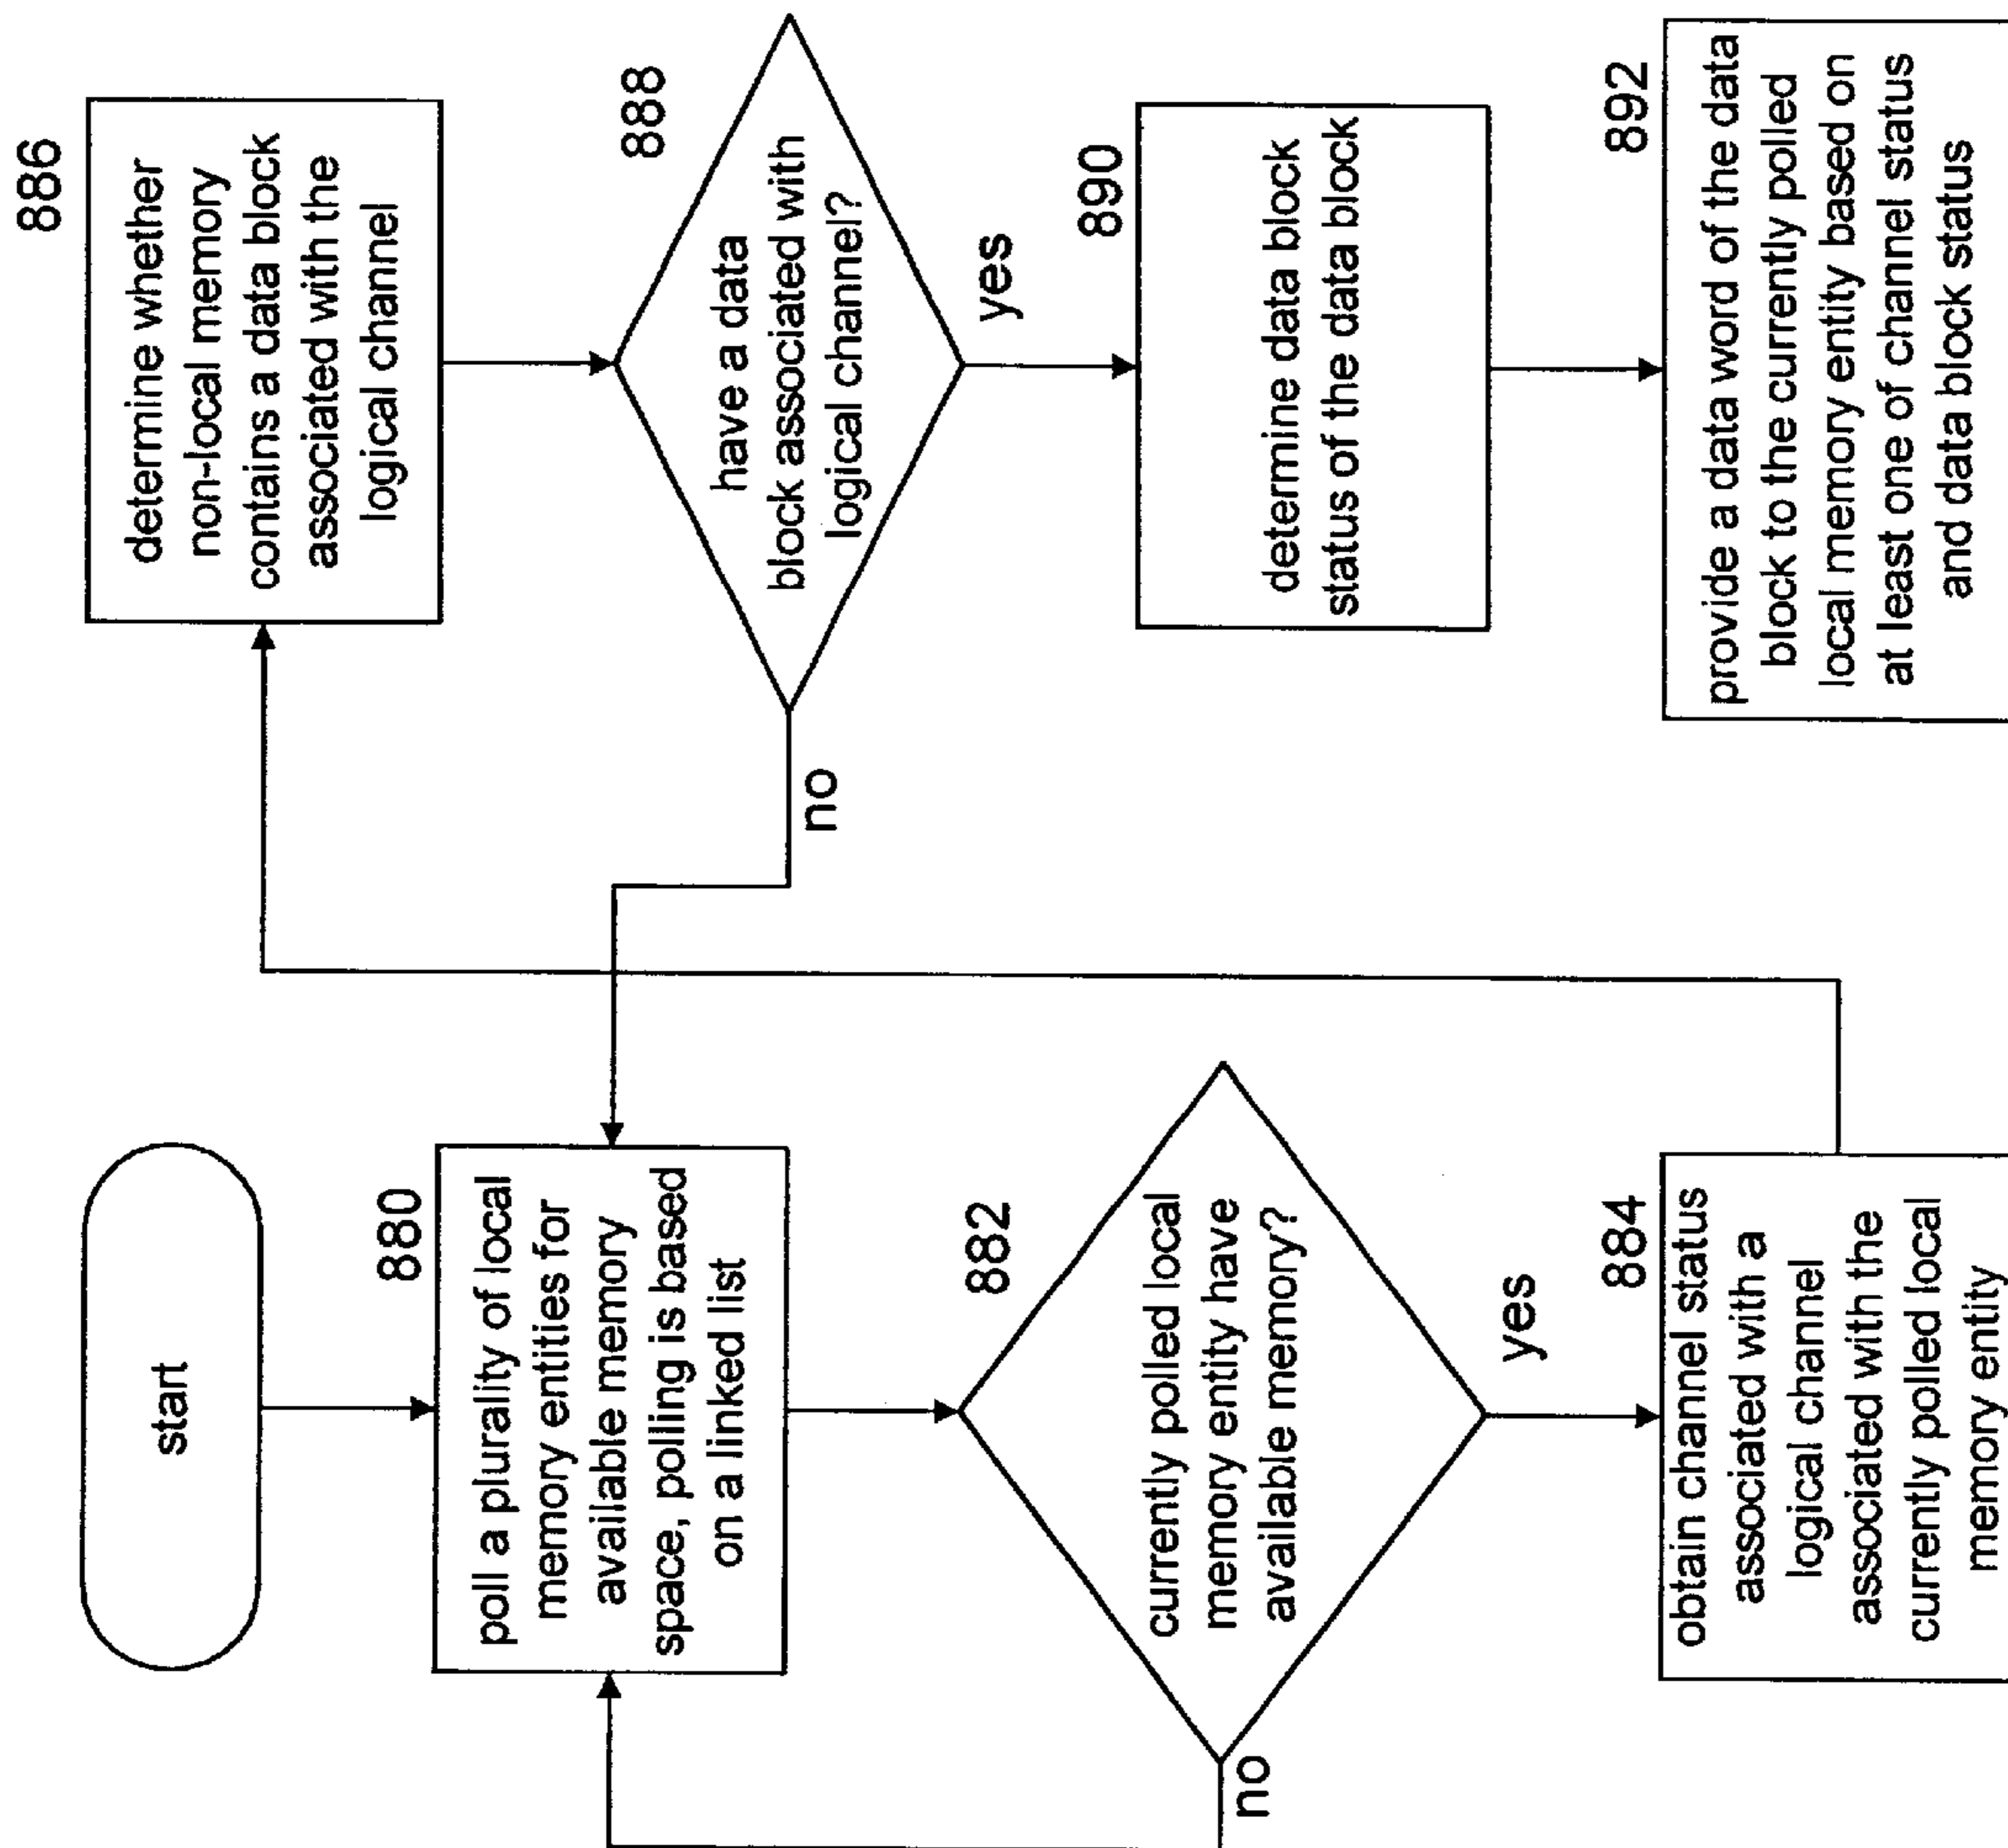 start
880
poll a plurality of local
memory entities for
available memory
space, polling is based
on a linked list
882
currently polled local
memory entity have
available memory?
no
yes
884
obtain channel status
associated with a
logical channel
associated with the
currently polled local
memory entity
886
determine whether
non-local memory
contains a data block
associated with the
logical channel
888
have a data
block associated with
logical channel?
no
yes
890
determine data block
status of the data block
892
provide a data word of the data
block to the currently polled
local memory entity based on
at least one of channel status
and data block status